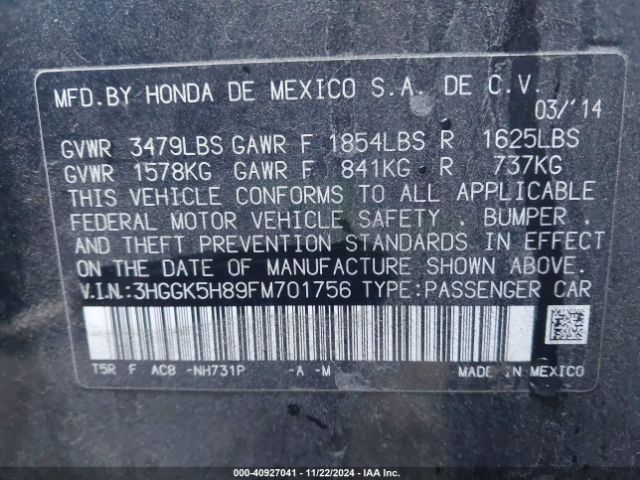 MFD.BY HONDA DE MEXICO S.A. DE C.V.
03/'14
GVWR 3479LBS GAWR F 1854LBS R 1625LBS
GVWR 1578KG GAWR F 841KG R 737KG
THIS VEHICLE CONFORMS TO ALL APPLICABLE
FEDERAL MOTOR VEHICLE SAFETY BUMPER.
AND THEFT PREVENTION STANDARDS IN EFFECT
ON THE DATE OF MANUFACTURE SHOWN ABOVE.
V.I.N.:3HGGK5H89FM701756 TYPE:PASSENGER CAR
T5R F AC8 -NH731P -A -M
MADE IN MEXICO
000-40927041 - 11/22/2024 - IAA Inc.